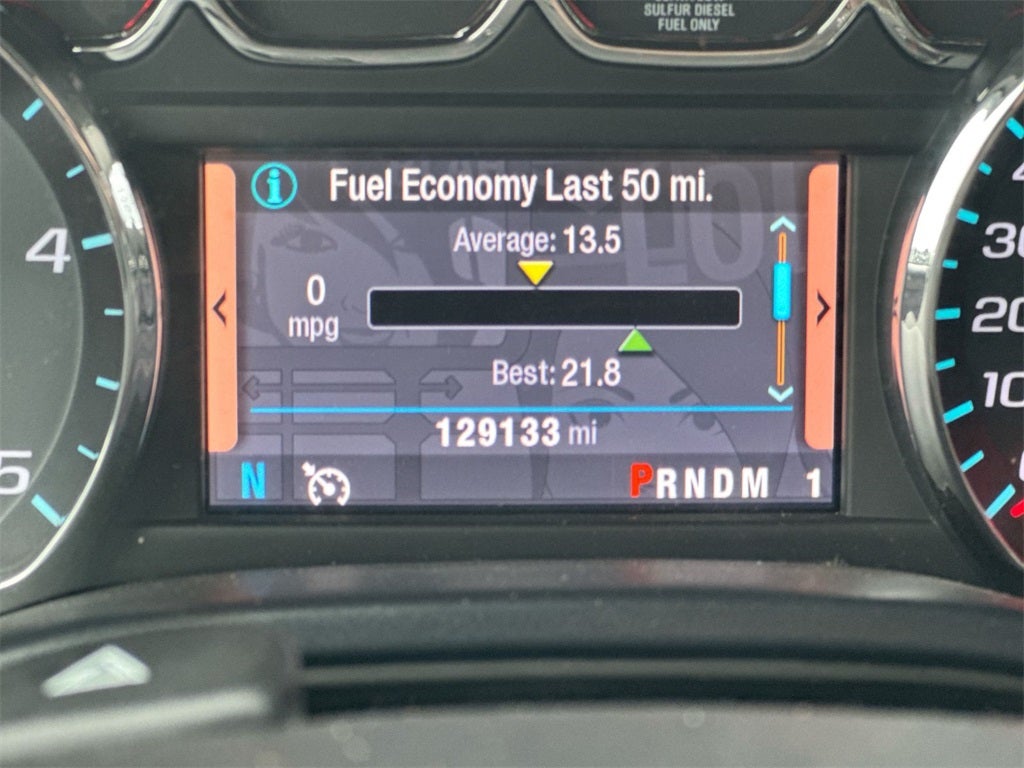 SULFUR DIESEL
FUEL ONLY
Fuel Economy Last 50 mi.
Average: 13.5
0
mpg
Best: 21.8
129133 mi
N
PRNDM 1
4
5
20
10